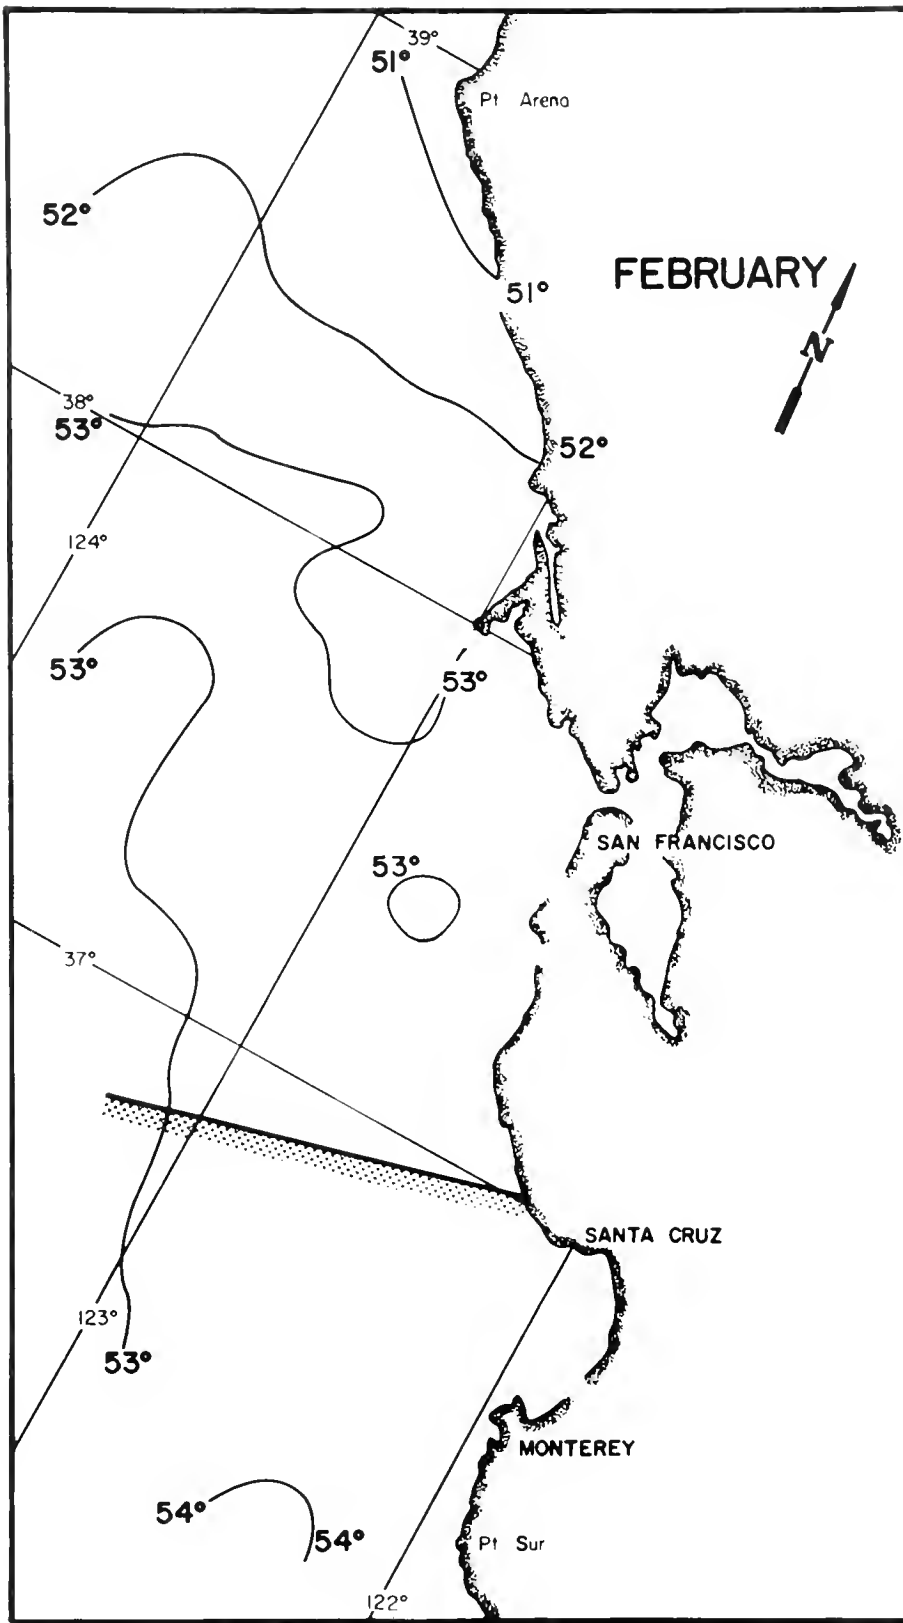 39°
51°
Pt Arena
52°
FEBRUARY
51°
N
38°
53°
52°
124°
53°
53°
SAN FRANCISCO
53°
37°
SANTA CRUZ
123°
53°
MONTEREY
54°
54°
Pt Sur
122°